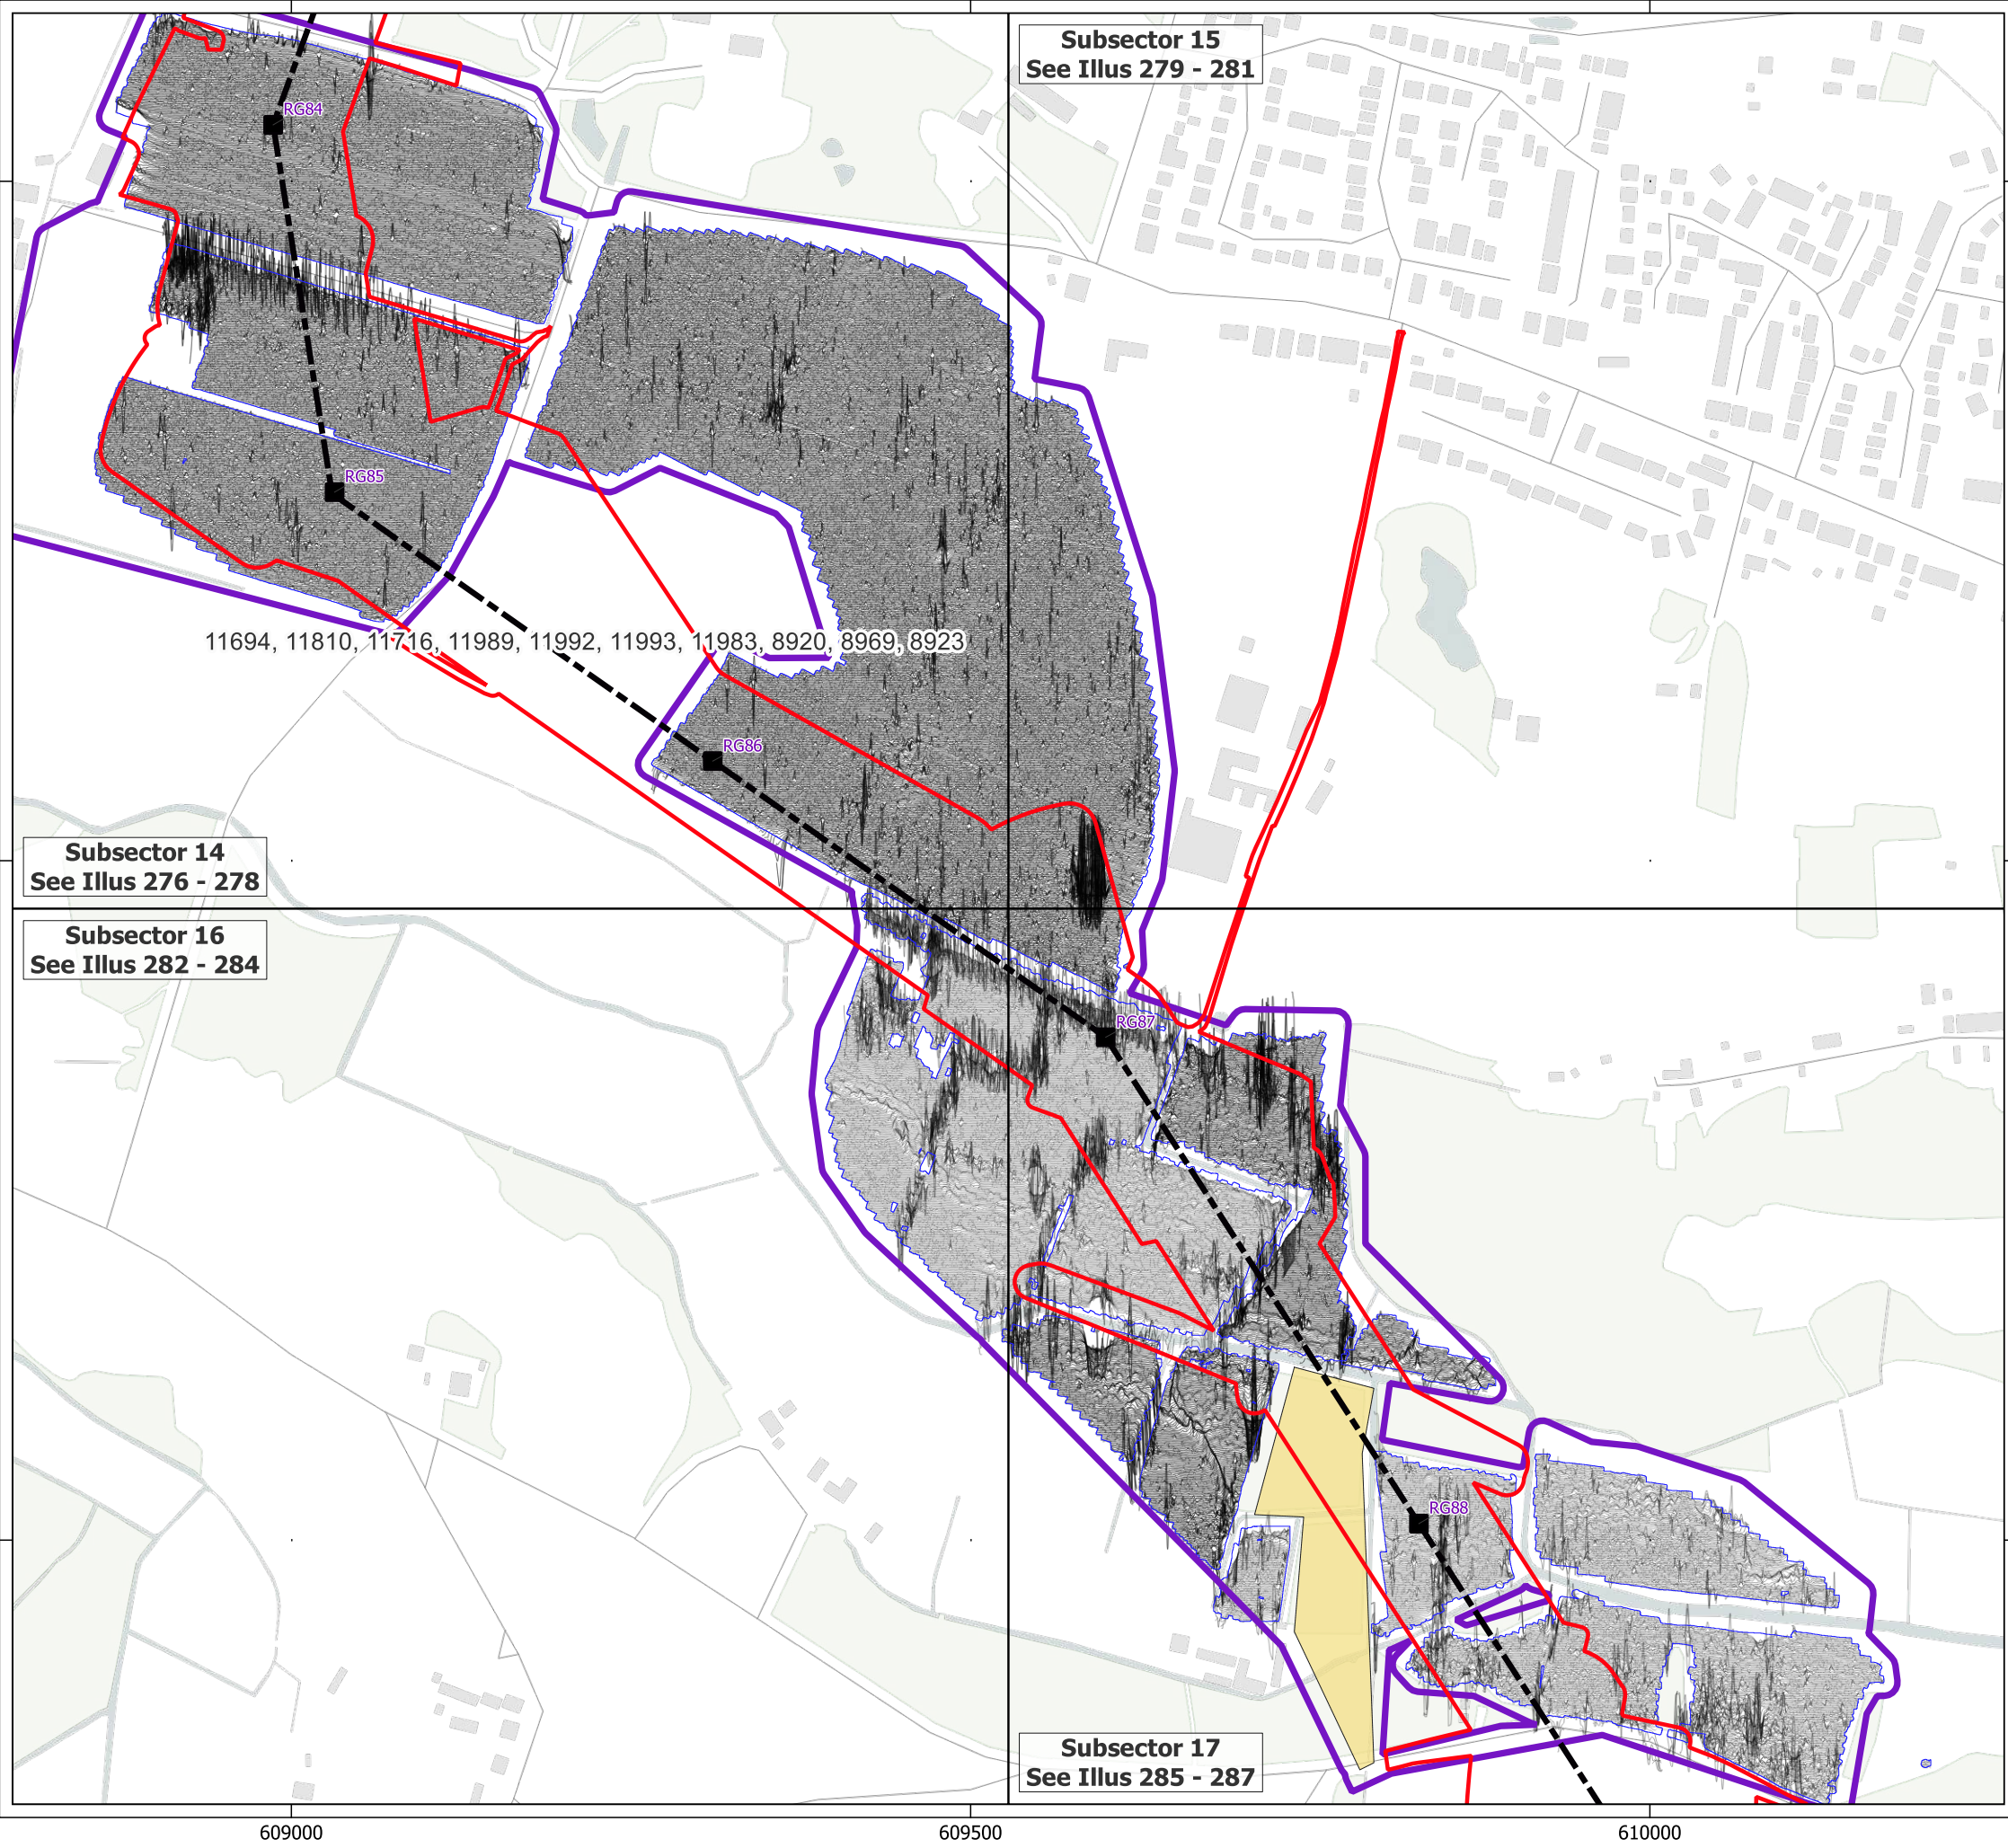 Subsector 15
See Illus 279 - 281
RG84
RG85
11694, 11810, 11716, 11989, 11992, 11993, 11983, 8920, 8969, 8923
RG86
Subsector 14
See Illus 276 - 278
Subsector 16
See Illus 282 - 284
RG87
RG88
Subsector 17
See Illus 285 - 287
609000
609500
610000